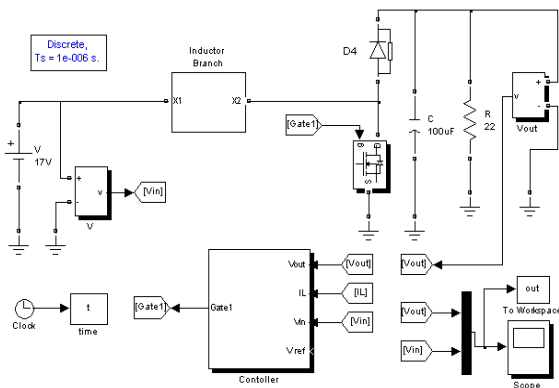 Discrete,
Ts = 1e-006 s.
Inductor
Branch
X1
X2
D4
+
V
17V
+
-
v
V
[Vin]
[Gate1]
g
D
S
C
100uF
R
22
+
v
-
Vout
Clock
t
time
[Gate1]
Gate1
Vout
IL
Vin
Vref
Contoller
[Vout]
[IL]
[Vin]
[Vout]
[Vout]
[Vin]
out
To Workspace
Scope